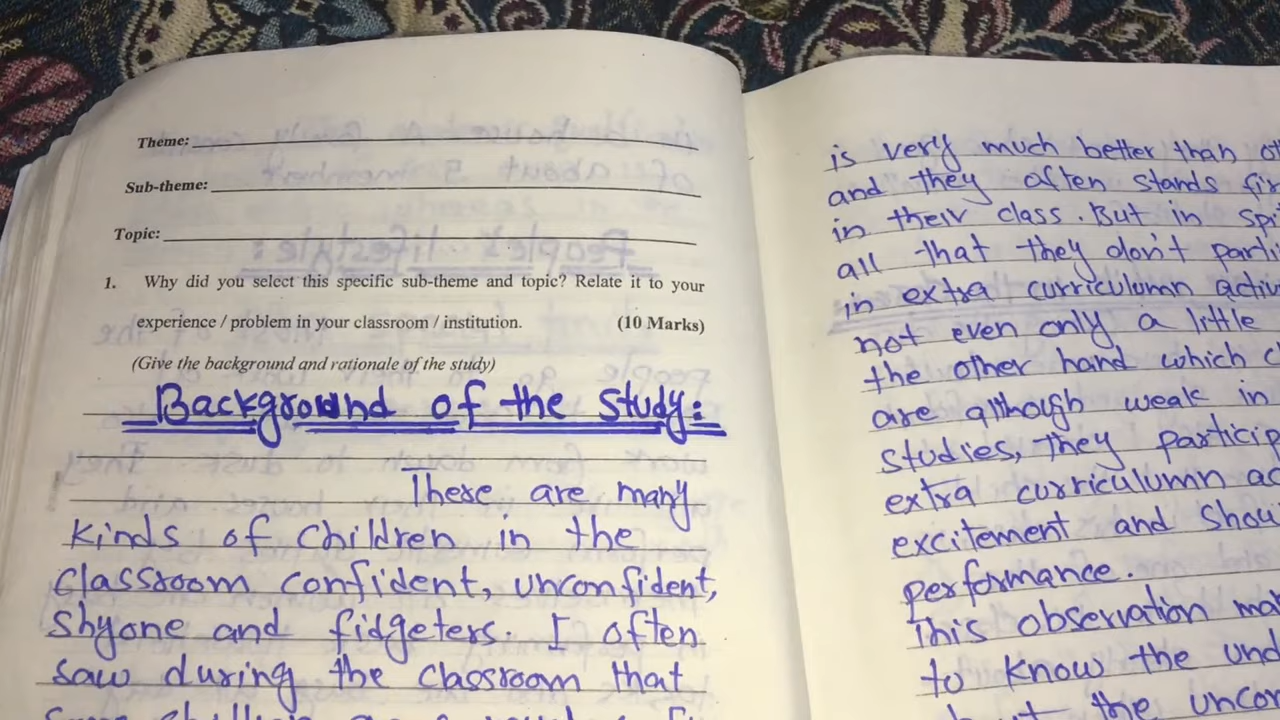 Theme:
Sub-theme:
Topic:
1. Why did you select this specific sub-theme and topic? Relate it to your
experience / problem in your classroom / institution. (10 Marks)
(Give the background and rationale of the study)
Background of the study:
These are many
kinds of children in the
classroom confident, unconfident,
shyone and fidgeters. I often
saw during the classroom that
is very much better than
and they often stands
in their class. But in
all that they don't
in extra curriculumn
not even only a little
the other hand which
are although weak in
studies, they
extra curriculumn
excitement and
performance.
This observation
to know the
the